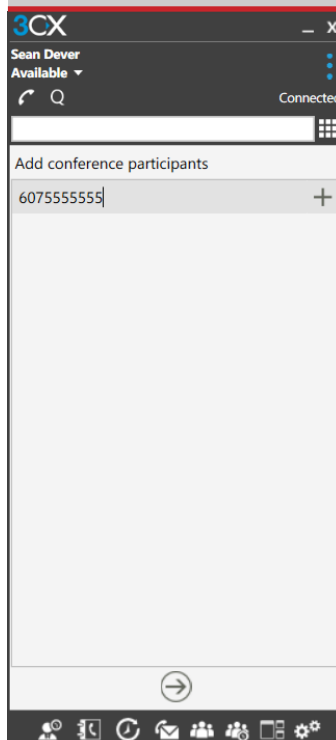 3CX
Sean Dever
Available
Q
Connected
Add conference participants
6075555555